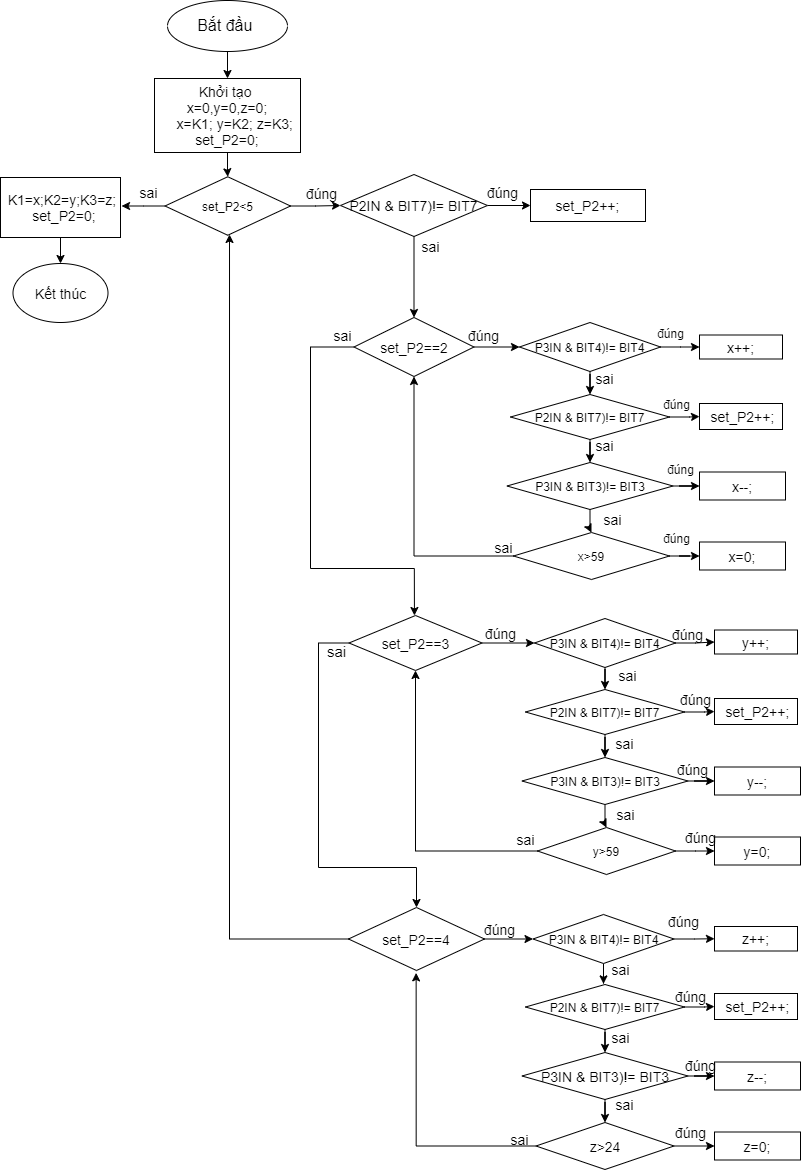 Bắt đầu
Khởi tạo
x=0,y=0,z=0;
x=K1; y=K2; z=K3;
set_P2=0;
K1=x;K2=y;K3=z;
set_P2=0;
sai
set_P2<5
đúng
P2IN & BIT7)!= BIT7
đúng
set_P2++;
Kết thúc
sai
sai
set_P2==2
đúng
P3IN & BIT4)!= BIT4
đúng
x++;
sai
P2IN & BIT7)!= BIT7
đúng
set_P2++;
sai
P3IN & BIT3)!= BIT3
đúng
x--;
sai
sai
x>59
đúng
x=0;
set_P2==3
sai
đúng
P3IN & BIT4)!= BIT4
đúng
y++;
sai
P2IN & BIT7)!= BIT7
đúng
set_P2++;
sai
P3IN & BIT3)!= BIT3
đúng
y--;
sai
sai
y>59
đúng
y=0;
set_P2==4
đúng
P3IN & BIT4)!= BIT4
đúng
z++;
sai
P2IN & BIT7)!= BIT7
đúng
set_P2++;
sai
P3IN & BIT3)!= BIT3
đúng
z--;
sai
sai
z>24
đúng
z=0;